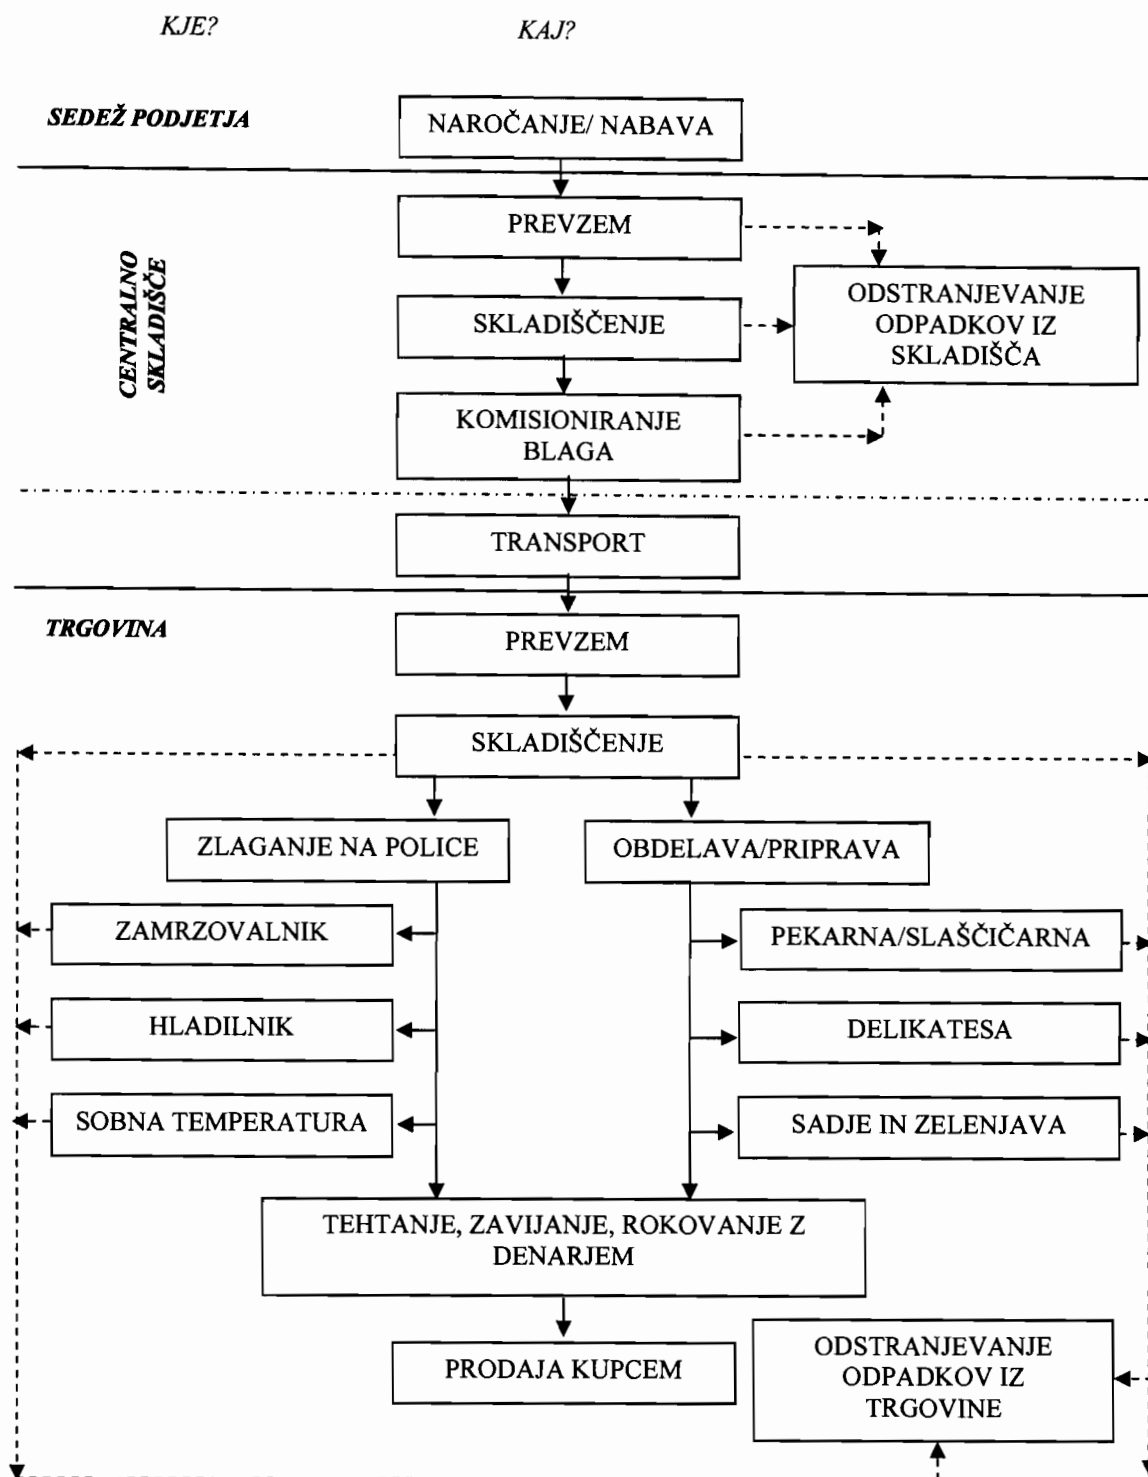 KJE?
KAJ?
SEDEŽ PODJETJA
NAROČANJE/ NABAVA
CENTRALNO
SKLADIŠČE
PREVZEM
SKLADIŠČENJE
ODSTRANJEVANJE
ODPADKOV IZ
SKLADIŠČA
KOMISIONIRANJE
BLAGA
TRANSPORT
TRGOVINA
PREVZEM
SKLADIŠČENJE
ZLAGANJE NA POLICE
OBDELAVA/PRIPRAVA
ZAMRZOVALNIK
PEKARNA/SLAŠČIČARNA
HLADILNIK
DELIKATESA
SOBNA TEMPERATURA
SADJE IN ZELENJAVA
TEHTANJE, ZAVIJANJE, ROKOVANJE Z
DENARJEM
PRODAJA KUPCEM
ODSTRANJEVANJE
ODPADKOV IZ
TRGOVINE